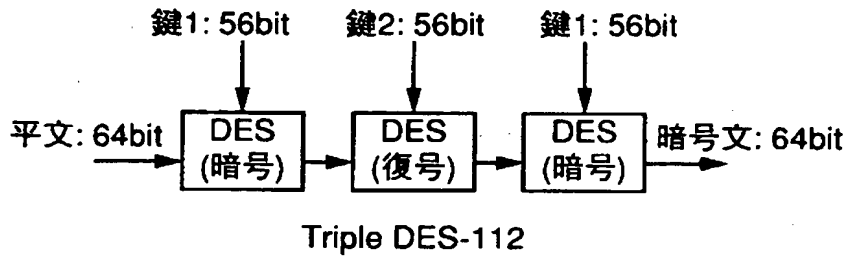 鍵1: 56bit 鍵2: 56bit 鍵1: 56bit
平文: 64bit DES DES DES 暗号文: 64bit
(暗号) (復号) (暗号)
Triple DES-112